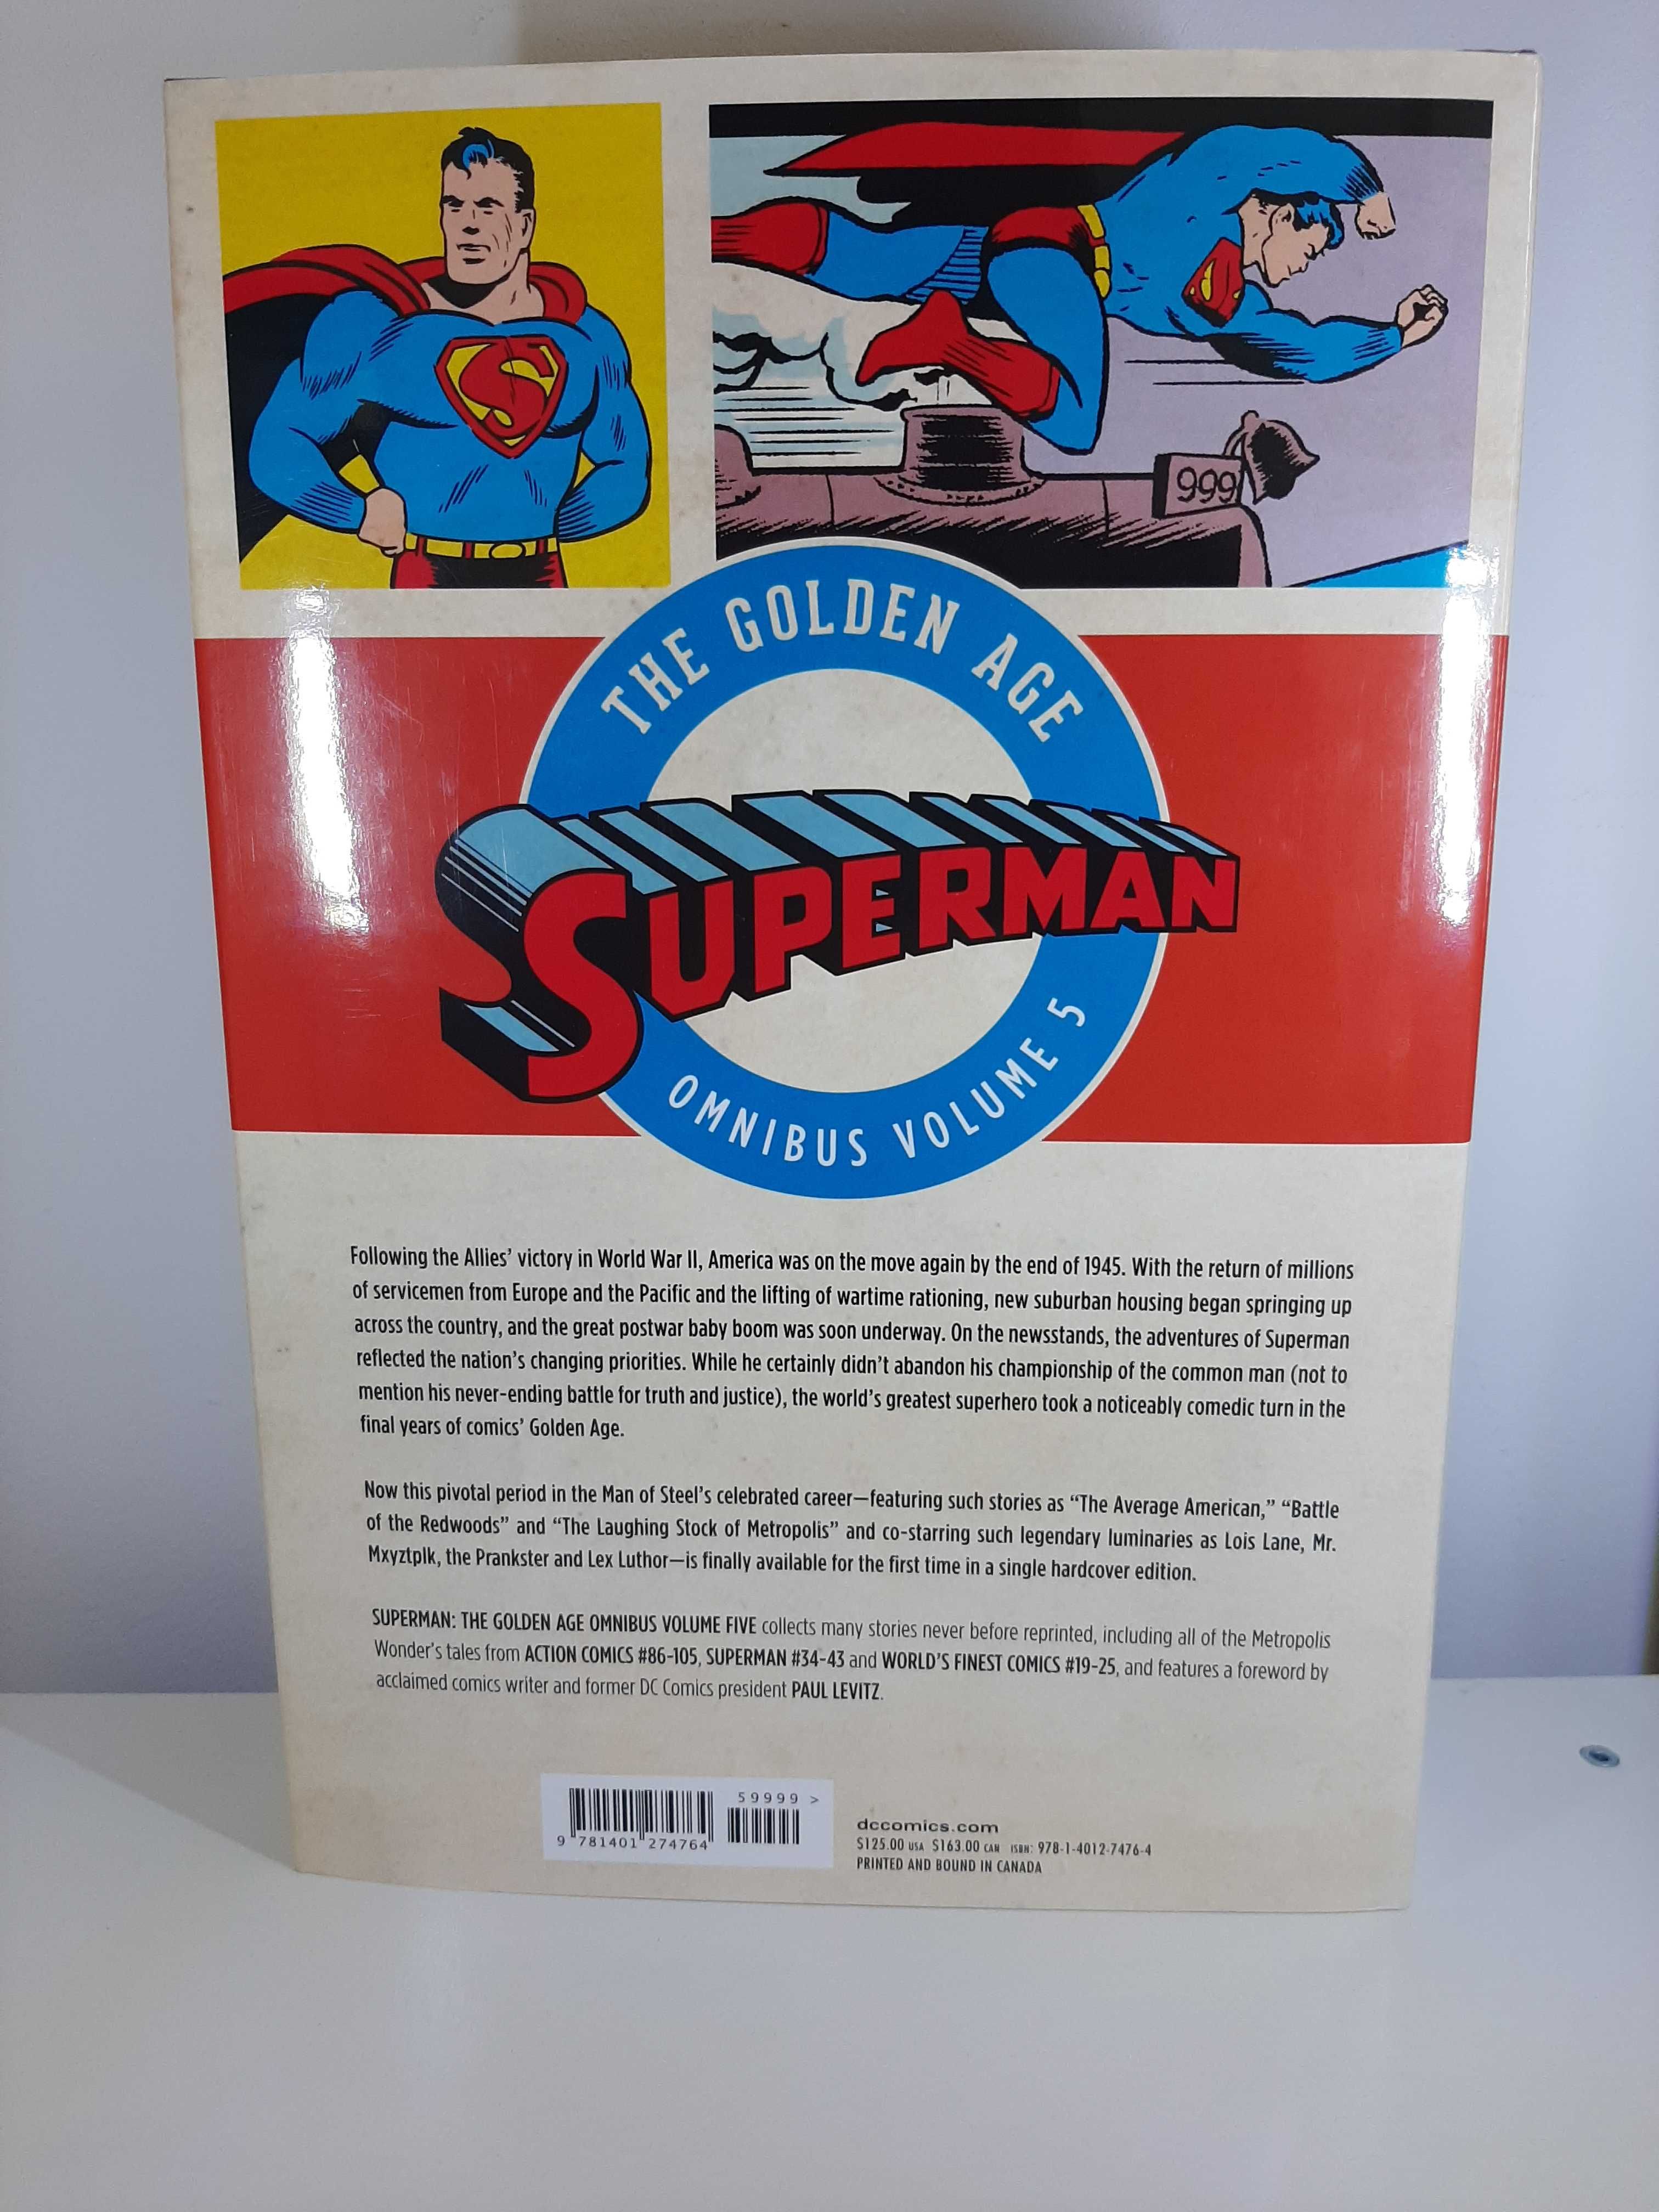 999
THE GOLDEN AGE
SUPERMAN
OMNIBUS VOLUME 5
Following the Allies' victory in World War II, America was on the move again by the end of 1945. With the return of millions
of servicemen from Europe and the Pacific and the lifting of wartime rationing, new suburban housing began springing up
across the country, and the great postwar baby boom was soon underway. On the newsstands, the adventures of Superman
reflected the nation's changing priorities. While he certainly didn't abandon his championship of the common man (not to
mention his never-ending battle for truth and justice), the world's greatest superhero took a noticeably comedic turn in the
final years of comics' Golden Age.
Now this pivotal period in the Man of Steel's celebrated career—featuring such stories as “The Average American,” “Battle
of the Redwoods” and “The Laughing Stock of Metropolis” and co-starring such legendary luminaries as Lois Lane, Mr.
Mxyztplk, the Prankster and Lex Luthor—is finally available for the first time in a single hardcover edition.
SUPERMAN: THE GOLDEN AGE OMNIBUS VOLUME FIVE collects many stories never before reprinted, including all of the Metropolis
Wonder's tales from ACTION COMICS #86-105, SUPERMAN #34-43 and WORLD'S FINEST COMICS #19-25, and features a foreword by
acclaimed comics writer and former DC Comics president PAUL LEVITZ.
59999 >
9 781401 274764
dccomics.com
$125.00 USA $163.00 CAN ISBN: 978-1-4012-7476-4
PRINTED AND BOUND IN CANADA